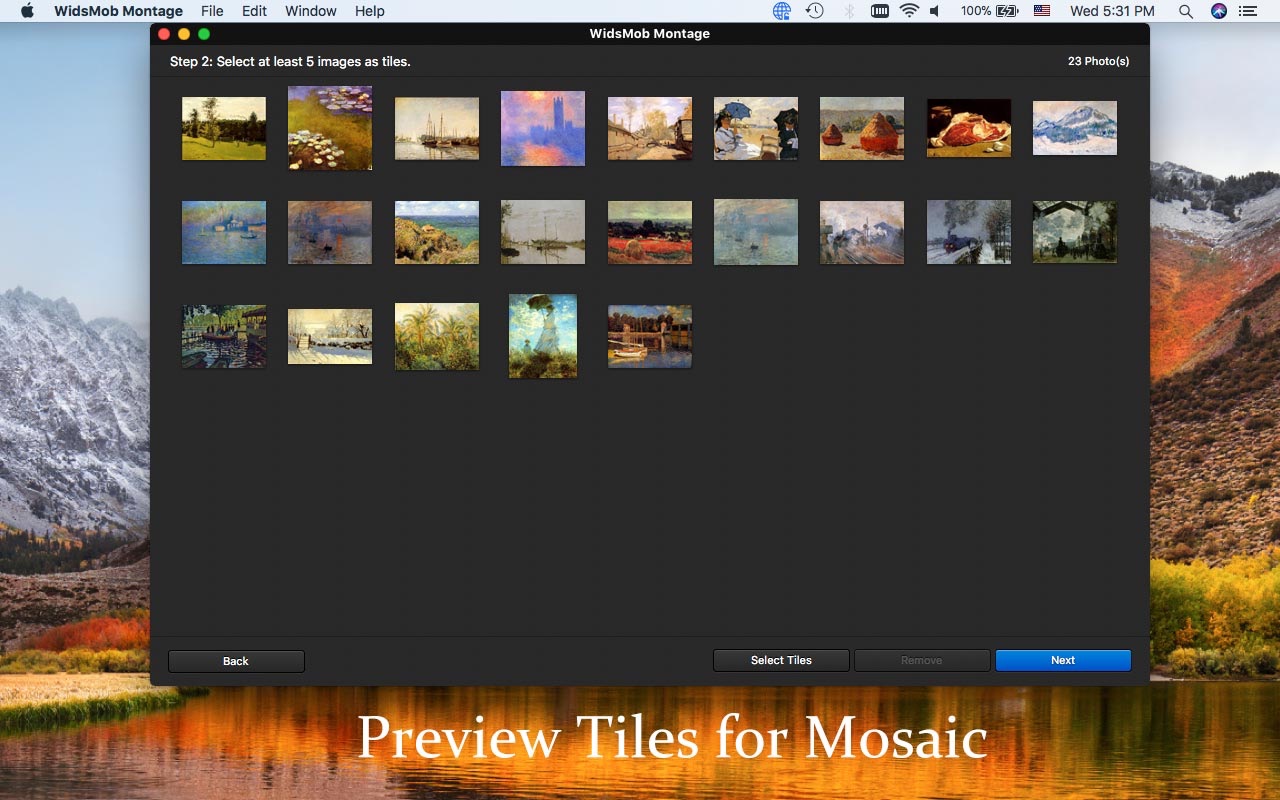 WidsMob Montage File Edit Window Help 100% Wed 5:31 PM
WidsMob Montage
Step 2: Select at least 5 images as tiles. 23 Photo(s)
Back Select Tiles Remove Next
Preview Tiles for Mosaic